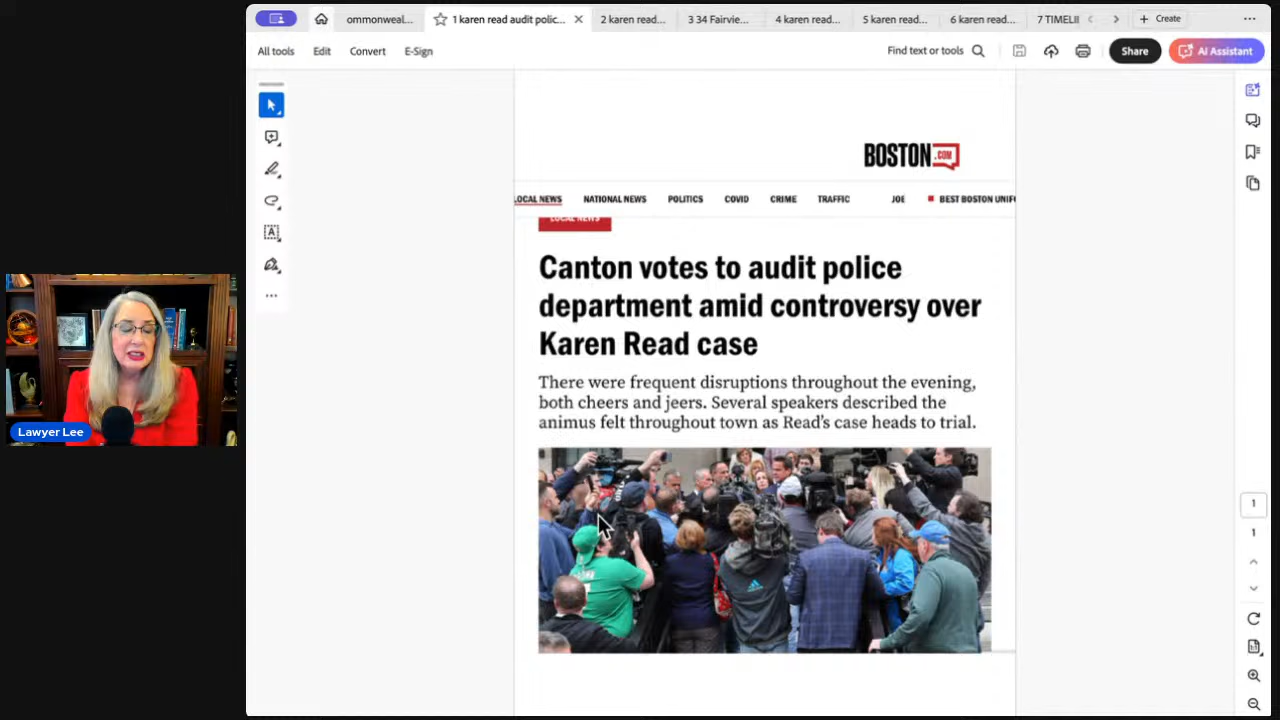 ommonweal...
1 karen read audit polic...
2 karen read...
3 34 Fairvie...
4 karen read...
5 karen read...
6 karen read...
7 TIMELII
Create
All tools
Edit
Convert
E-Sign
Find text or tools
Share
AI Assistant
BOSTON.COM
LOCAL NEWS
NATIONAL NEWS
POLITICS
COVID
CRIME
TRAFFIC
JOE
BEST BOSTON UNIF
LOCAL NEWS
Canton votes to audit police
department amid controversy over
Karen Read case
There were frequent disruptions throughout the evening,
both cheers and jeers. Several speakers described the
animus felt throughout town as Read's case heads to trial.
Lawyer Lee
1
1